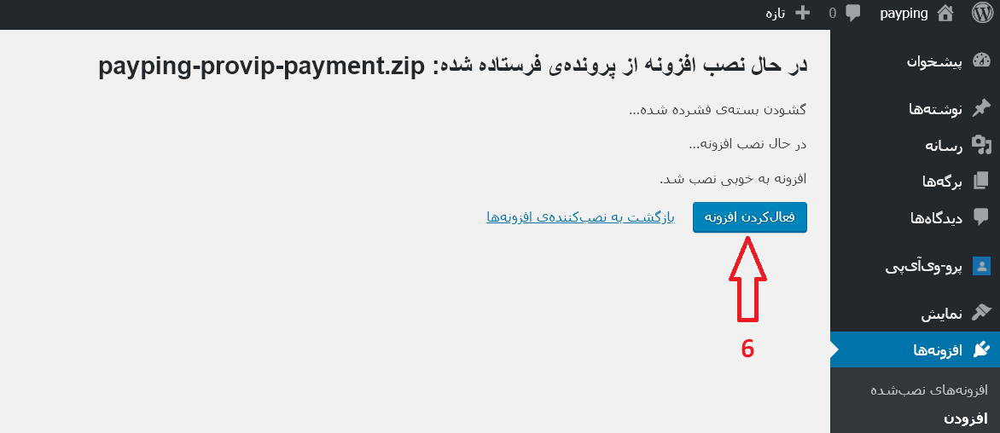 payping 0 تازه
پیشخوان
نوشته‌ها
رسانه
برگه‌ها
دیدگاه‌ها
پرو-وی‌آی‌پی
نمایش
افزونه‌ها
افزونه‌های نصب‌شده
افزودن
در حال نصب افزونه از پرونده‌ی فرستاده شده: payping-provip-payment.zip
گشودن بسته‌ی فشرده شده...
در حال نصب افزونه...
افزونه به خوبی نصب شد.
فعال‌کردن افزونه بازگشت به نصب‌کننده‌ی افزونه‌ها
6